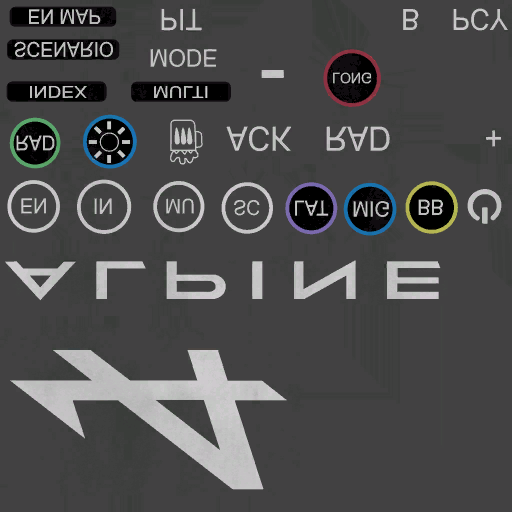 EN MAP PIT B PCY
SCENARIO MODE LONG
INDEX MULTI
RAD ACK RAD +
EN IN MU SC LAT MIG BB
ALPINE